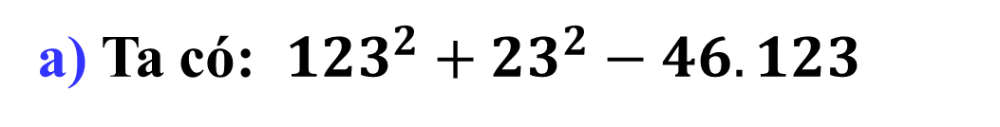 a) Ta có: 123² + 23² − 46. 123